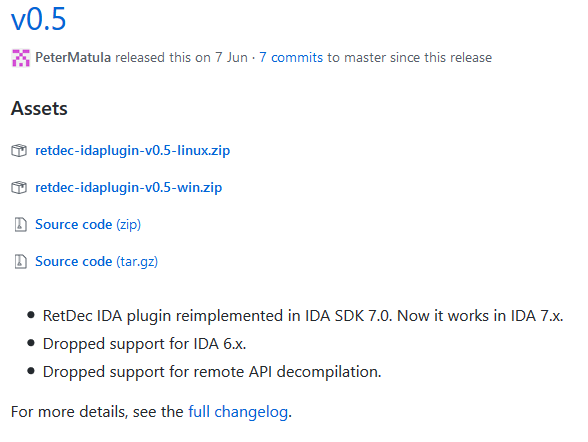 v0.5
PeterMatula released this on 7 Jun · 7 commits to master since this release
Assets
retdec-idaplugin-v0.5-linux.zip
retdec-idaplugin-v0.5-win.zip
Source code (zip)
Source code (tar.gz)
• RetDec IDA plugin reimplemented in IDA SDK 7.0. Now it works in IDA 7.x.
• Dropped support for IDA 6.x.
• Dropped support for remote API decompilation.
For more details, see the full changelog.